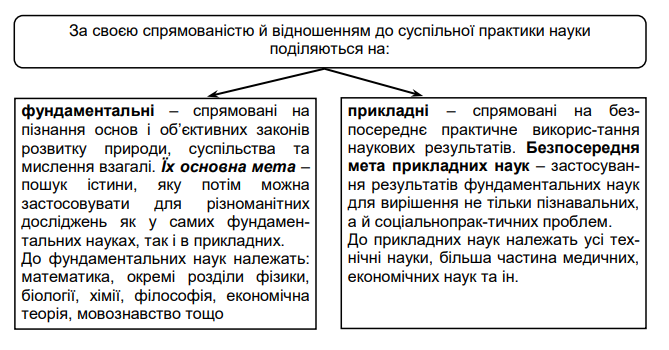 За своєю спрямованістю й відношенням до суспільної практики науки
поділяються на:
фундаментальні – спрямовані на
пізнання основ і об’єктивних законів
розвитку природи, суспільства та
мислення взагалі. Їх основна мета –
пошук істини, яку потім можна
застосовувати для різноманітних
досліджень як у самих фундамен-
тальних науках, так і в прикладних.
До фундаментальних наук належать:
математика, окремі розділи фізики,
біології, хімії, філософія, економічна
теорія, мовознавство тощо
прикладні – спрямовані на без-
посереднє практичне викорис-тання
наукових результатів. Безпосередня
мета прикладних наук – застосуван-
ня результатів фундаментальних наук
для вирішення не тільки пізнавальних,
а й соціальнопрак-тичних проблем.
До прикладних наук належать усі тех-
нічні науки, більша частина медичних,
економічних наук та ін.